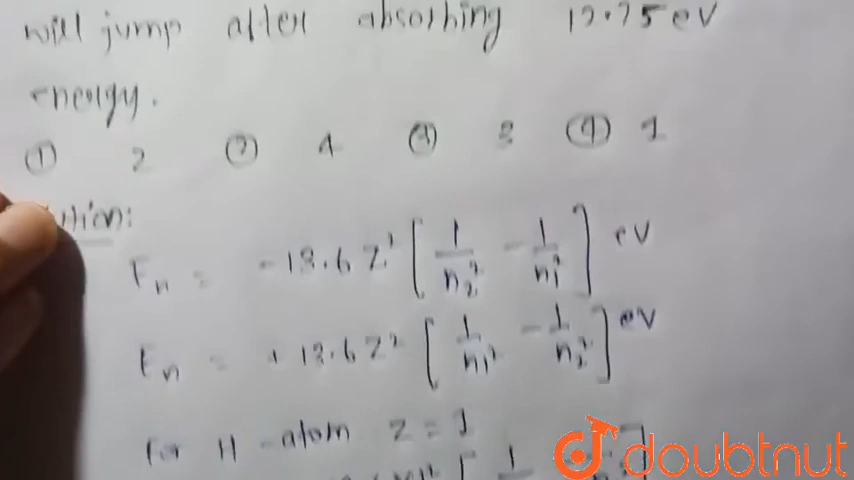 will jump after absorbing 12.75 eV
energy.
(1) 2 (2) 4 (3) 3 (4) 1
ution:
En = -13.6 Z² [1/n₂² - 1/n₁²] eV
En = +13.6 Z² [1/n₁² - 1/n₂²] eV
for H-atom Z = 1
doubtnut